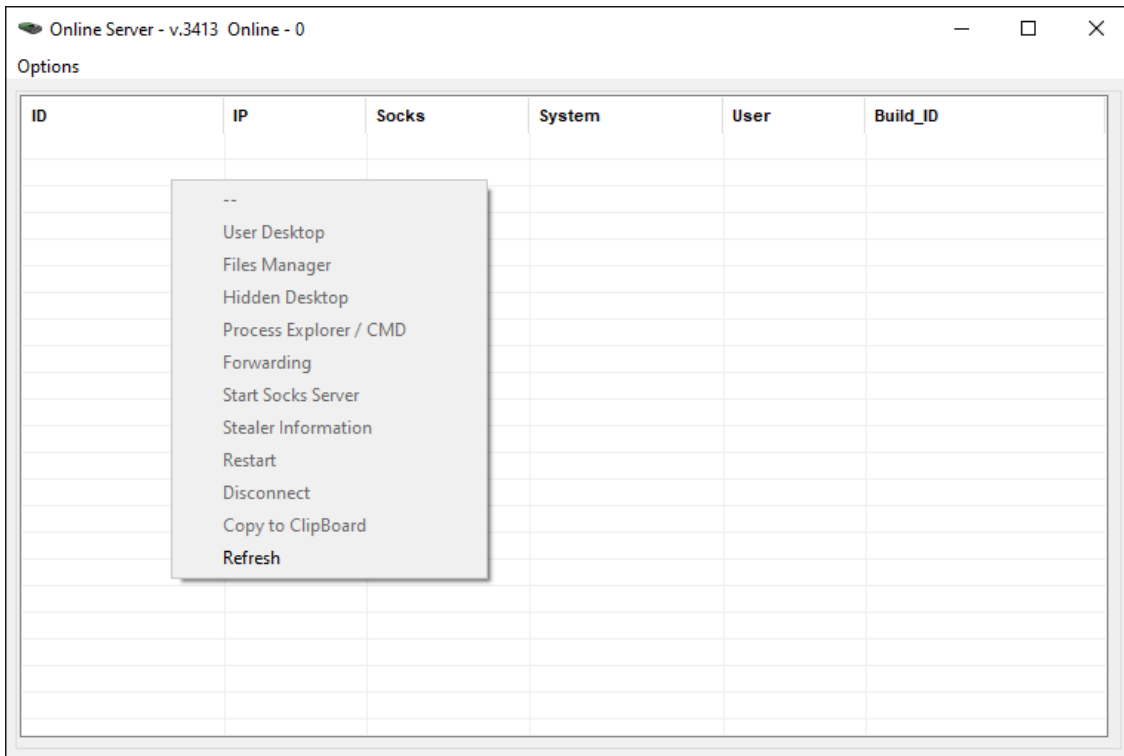 Online Server - v.3413 Online - 0
Options
ID IP Socks System User Build_ID
--
User Desktop
Files Manager
Hidden Desktop
Process Explorer / CMD
Forwarding
Start Socks Server
Stealer Information
Restart
Disconnect
Copy to ClipBoard
Refresh